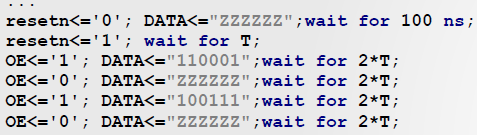 ...
resetn<='0'; DATA<="ZZZZZZ";wait for 100 ns;
resetn<='1'; wait for T;
OE<='1'; DATA<="110001";wait for 2*T;
OE<='0'; DATA<="ZZZZZZ";wait for 2*T;
OE<='1'; DATA<="100111";wait for 2*T;
OE<='0'; DATA<="ZZZZZZ";wait for 2*T;